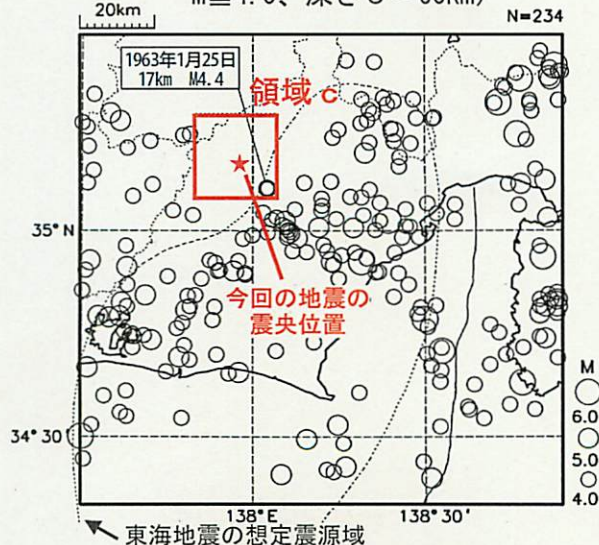 M≧4.0、深さ0～60km)
20km
N=234
1963年1月25日
17km M4.4
領域c
35°N
今回の地震の
震央位置
M
6.0
5.0
4.0
34°30'
138°E
138°30'
東海地震の想定震源域